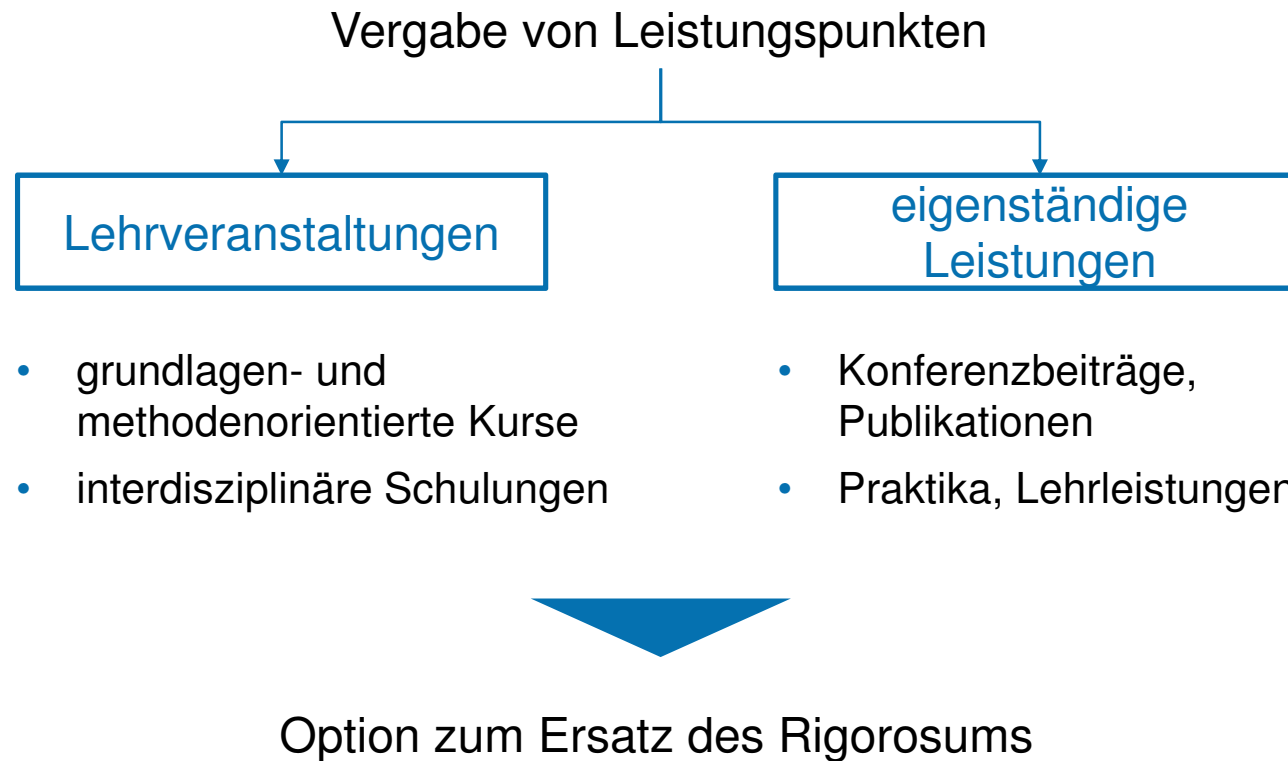 Vergabe von Leistungspunkten
Lehrveranstaltungen
eigenständige
Leistungen
• grundlagen- und
methodenorientierte Kurse
• interdisziplinäre Schulungen
• Konferenzbeiträge,
Publikationen
• Praktika, Lehrleistungen
Option zum Ersatz des Rigorosums